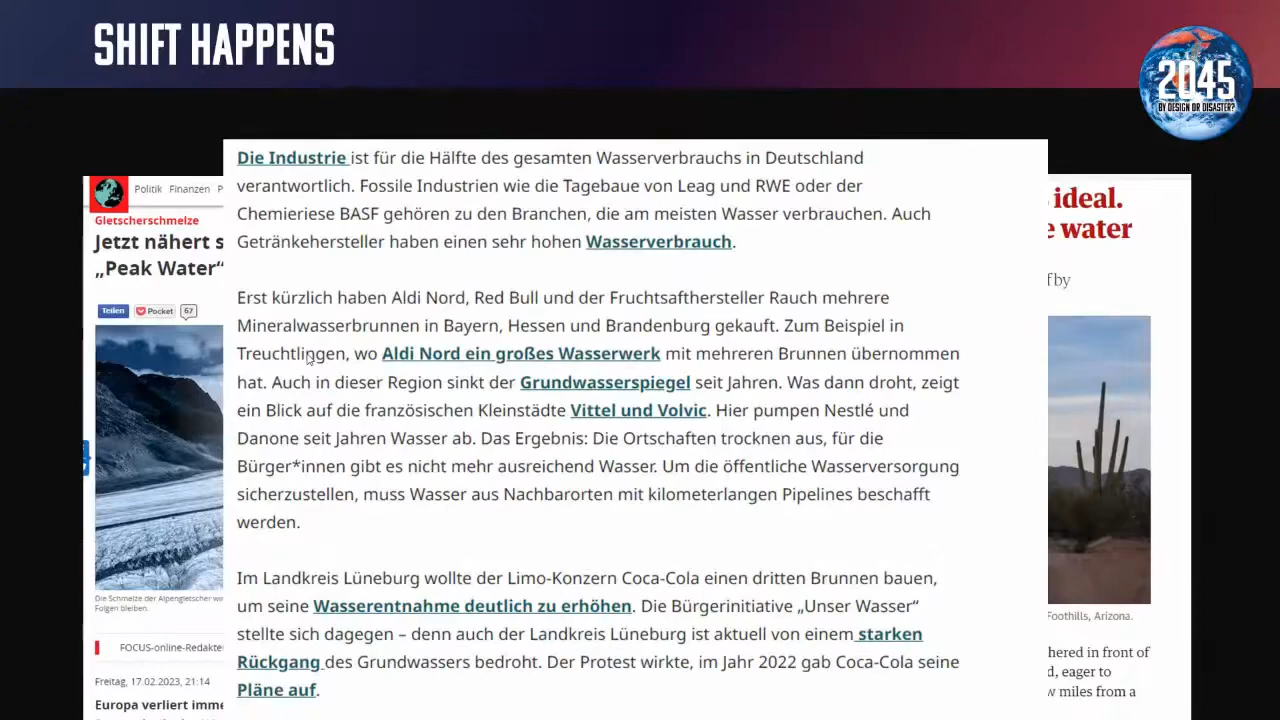 SHIFT HAPPENS
2045
BY DESIGN OR DISASTER?
Politik Finanzen P
Gletscherschmelze
Jetzt nähert s
„Peak Water“
Teilen
Pocket
67
Die Schmelze der Alpengletscher wir
Folgen bleiben.
FOCUS-online-Redakte
Freitag, 17.02.2023, 21:14
Europa verliert imme
Die Industrie ist für die Hälfte des gesamten Wasserverbrauchs in Deutschland
verantwortlich. Fossile Industrien wie die Tagebaue von Leag und RWE oder der
Chemieriese BASF gehören zu den Branchen, die am meisten Wasser verbrauchen. Auch
Getränkehersteller haben einen sehr hohen Wasserverbrauch.
Erst kürzlich haben Aldi Nord, Red Bull und der Fruchtsafthersteller Rauch mehrere
Mineralwasserbrunnen in Bayern, Hessen und Brandenburg gekauft. Zum Beispiel in
Treuchtlingen, wo Aldi Nord ein großes Wasserwerk mit mehreren Brunnen übernommen
hat. Auch in dieser Region sinkt der Grundwasserspiegel seit Jahren. Was dann droht, zeigt
ein Blick auf die französischen Kleinstädte Vittel und Volvic. Hier pumpen Nestlé und
Danone seit Jahren Wasser ab. Das Ergebnis: Die Ortschaften trocknen aus, für die
Bürger*innen gibt es nicht mehr ausreichend Wasser. Um die öffentliche Wasserversorgung
sicherzustellen, muss Wasser aus Nachbarorten mit kilometerlangen Pipelines beschafft
werden.
Im Landkreis Lüneburg wollte der Limo-Konzern Coca-Cola einen dritten Brunnen bauen,
um seine Wasserentnahme deutlich zu erhöhen. Die Bürgerinitiative „Unser Wasser“
stellte sich dagegen – denn auch der Landkreis Lüneburg ist aktuell von einem starken
Rückgang des Grundwassers bedroht. Der Protest wirkte, im Jahr 2022 gab Coca-Cola seine
Pläne auf.
ideal.
e water
f by
Foothills, Arizona.
hered in front of
d, eager to
w miles from a